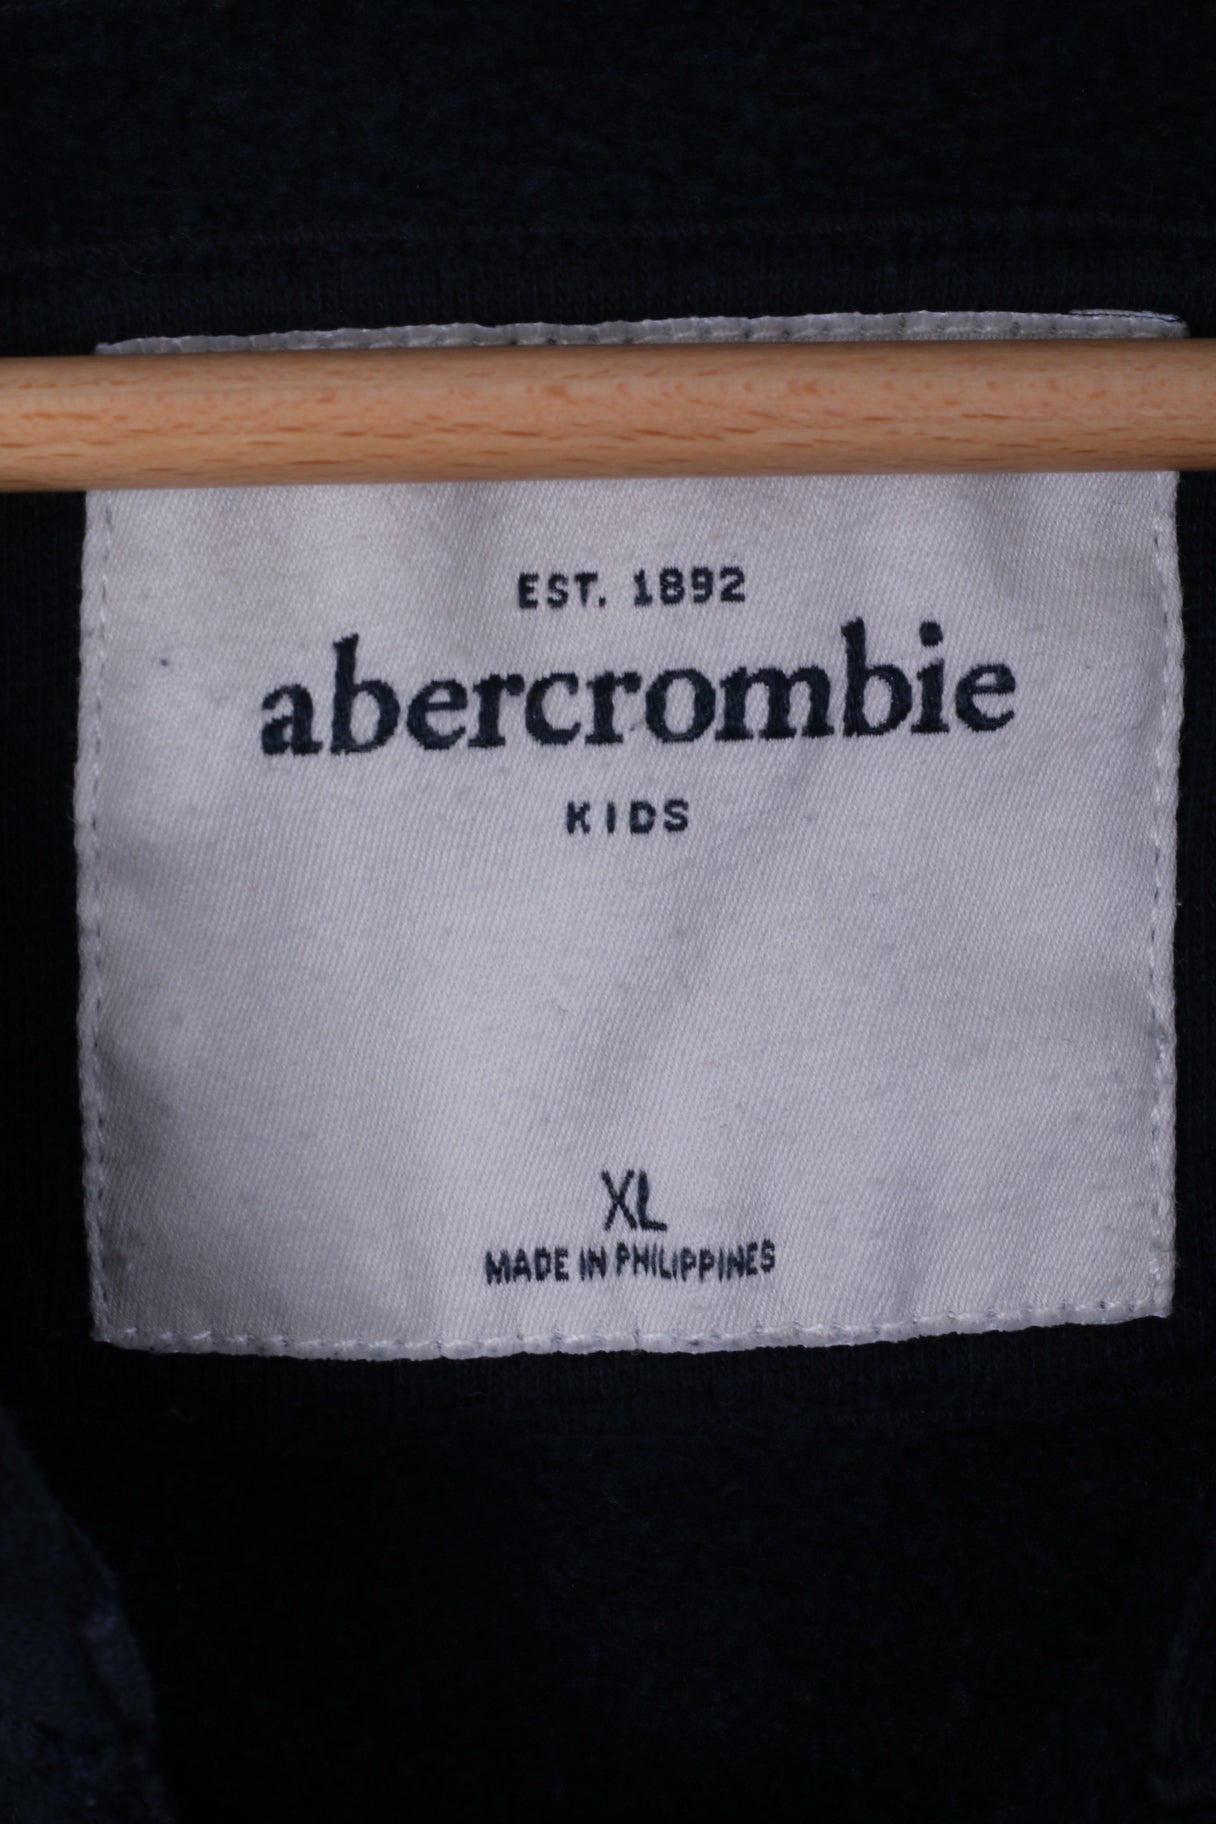 EST. 1892
abercrombie
KIDS
XL
MADE IN PHILIPPINES